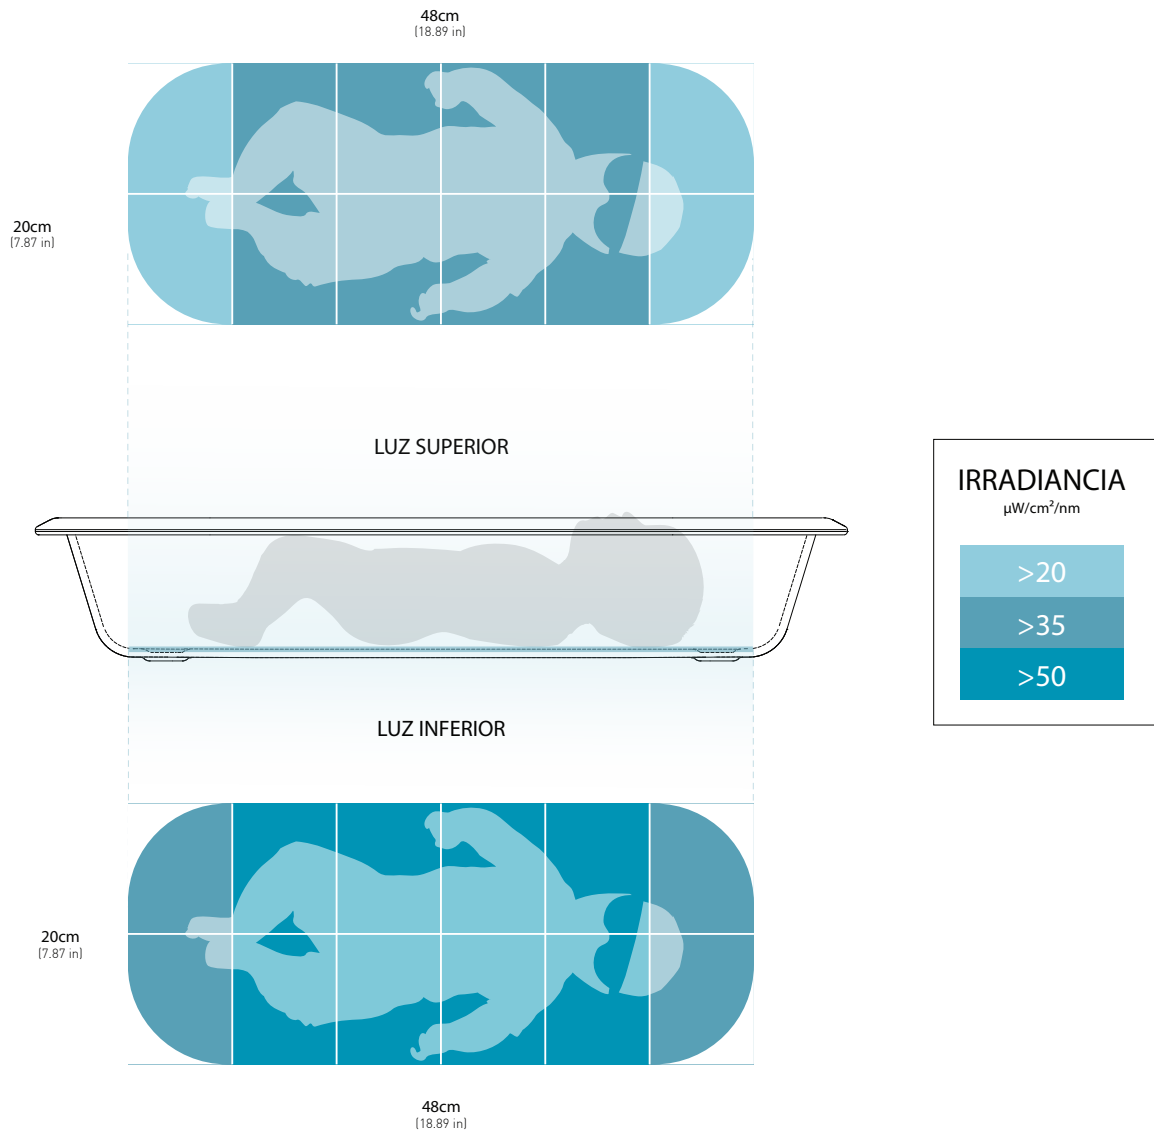 48cm
(18.89 in)
20cm
(7.87 in)
LUZ SUPERIOR
IRRADIANCIA
µW/cm²/nm
>20
>35
>50
LUZ INFERIOR
20cm
(7.87 in)
48cm
(18.89 in)